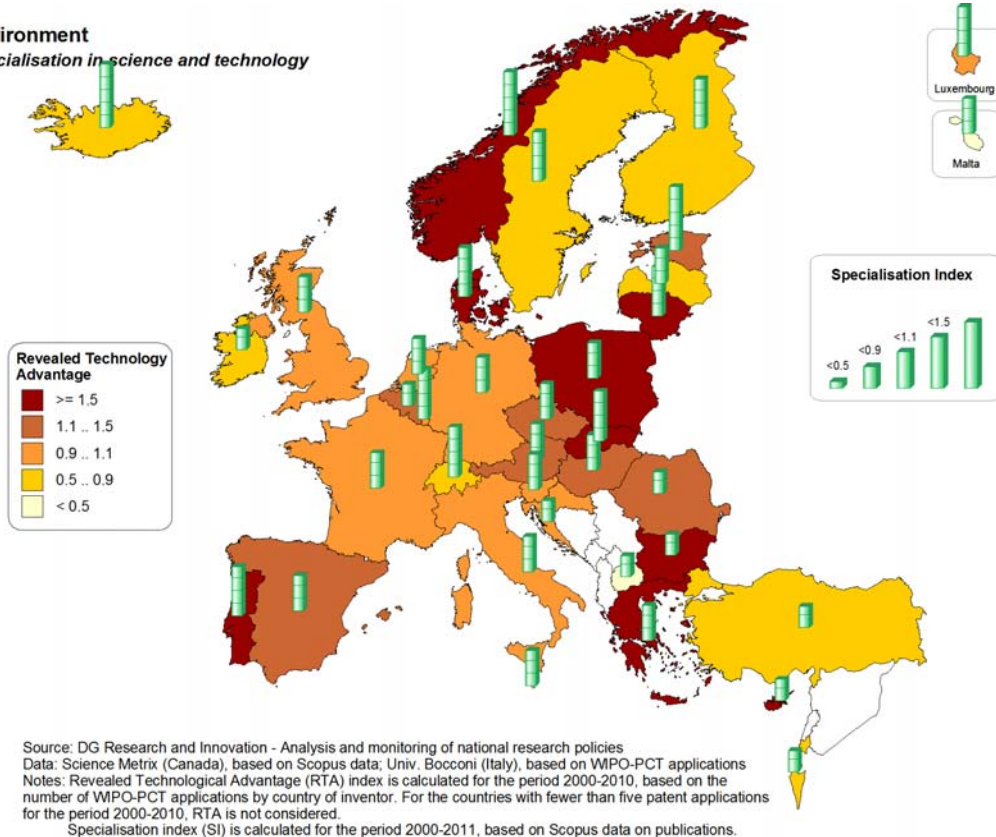 ironment
cialisation in science and technology
Luxembourg
Malta
Specialisation Index
<0.5 <0.9 <1.1 <1.5
Revealed Technology
Advantage
>= 1.5
1.1 .. 1.5
0.9 .. 1.1
0.5 .. 0.9
< 0.5
Source: DG Research and Innovation - Analysis and monitoring of national research policies
Data: Science Metrix (Canada), based on Scopus data; Univ. Bocconi (Italy), based on WIPO-PCT applications
Notes: Revealed Technological Advantage (RTA) index is calculated for the period 2000-2010, based on the
number of WIPO-PCT applications by country of inventor. For the countries with fewer than five patent applications
for the period 2000-2010, RTA is not considered.
Specialisation index (SI) is calculated for the period 2000-2011, based on Scopus data on publications.